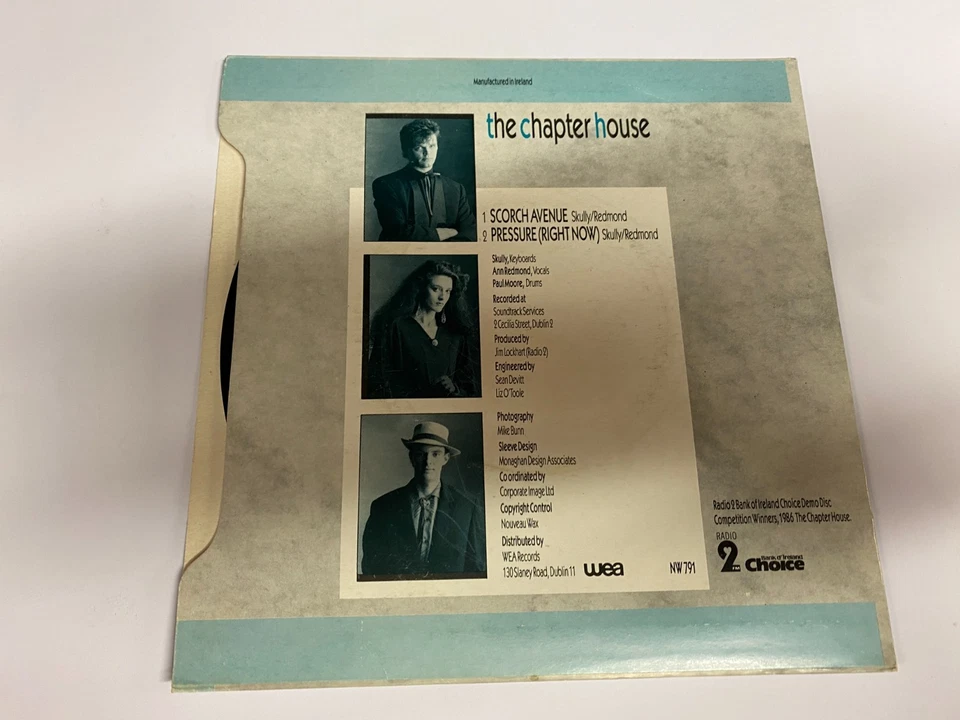 Manufactured in Ireland
the chapter house
1 SCORCH AVENUE Skully/Redmond
2 PRESSURE (RIGHT NOW) Skully/Redmond
Skully, Keyboards
Ann Redmond, Vocals
Paul Moore, Drums
Recorded at
Soundtrack Services
2 Cecilia Street, Dublin 2
Produced by
Jim Lockhart (Radio 2)
Engineered by
Sean Devitt
Liz O'Toole
Photography
Mike Bunn
Sleeve Design
Monaghan Design Associates
Co ordinated by
Corporate Image Ltd
Copyright Control
Nouveau Wax
Distributed by
WEA Records
130 Slaney Road, Dublin 11
wea
NW 791
Radio 2 Bank of Ireland Choice Demo Disc
Competition Winners, 1986 The Chapter House.
RADIO
2
Bank of Ireland
Choice